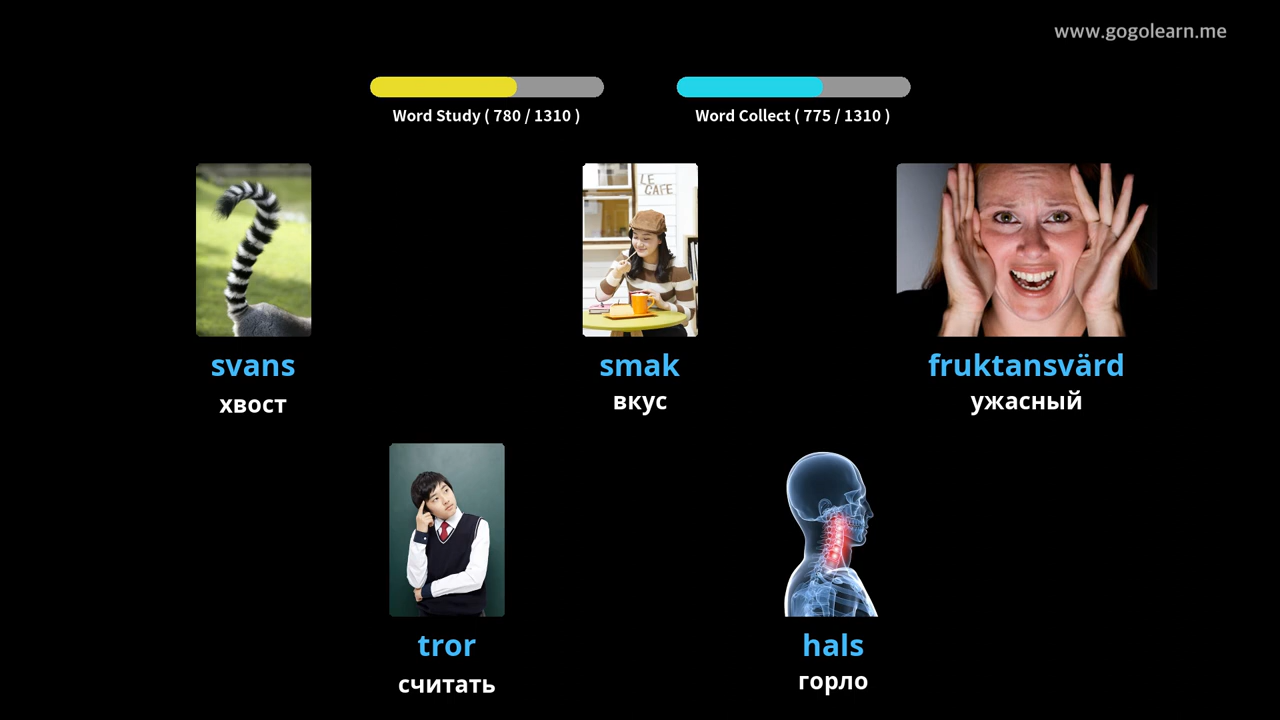 www.gogolearn.me
Word Study ( 780 / 1310 )
Word Collect ( 775 / 1310 )
LE CAFE
svans
хвост
smak
вкус
fruktansvärd
ужасный
tror
считать
hals
горло